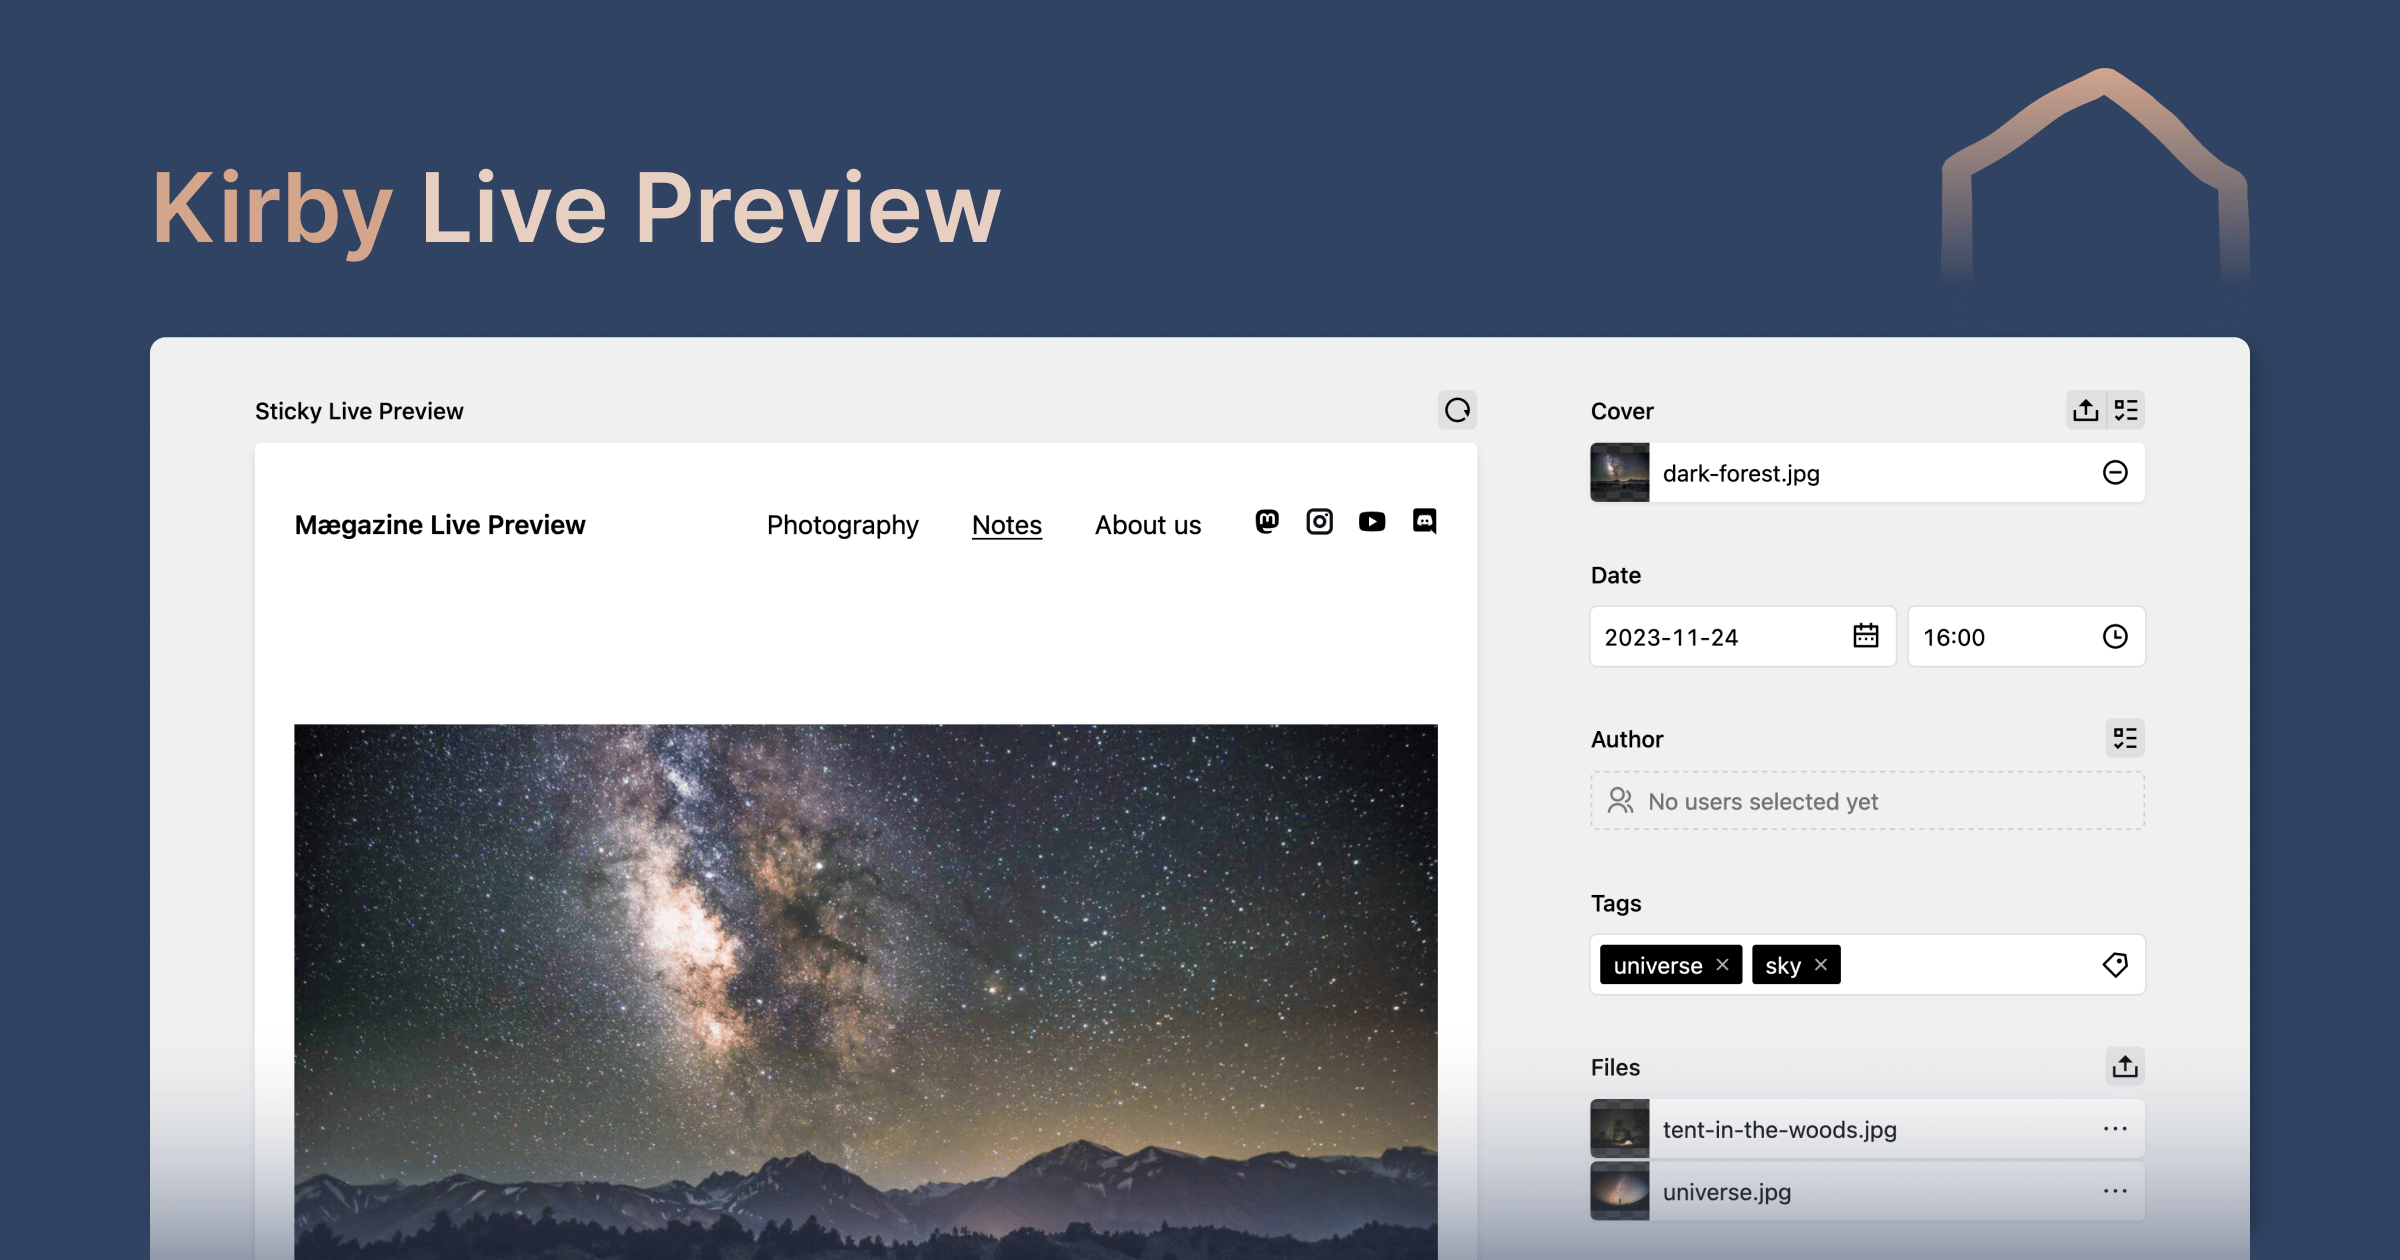 Kirby Live Preview
Sticky Live Preview
Mægazine Live Preview
Photography
Notes
About us
Cover
dark-forest.jpg
Date
2023-11-24
16:00
Author
No users selected yet
Tags
universe
sky
Files
tent-in-the-woods.jpg
universe.jpg